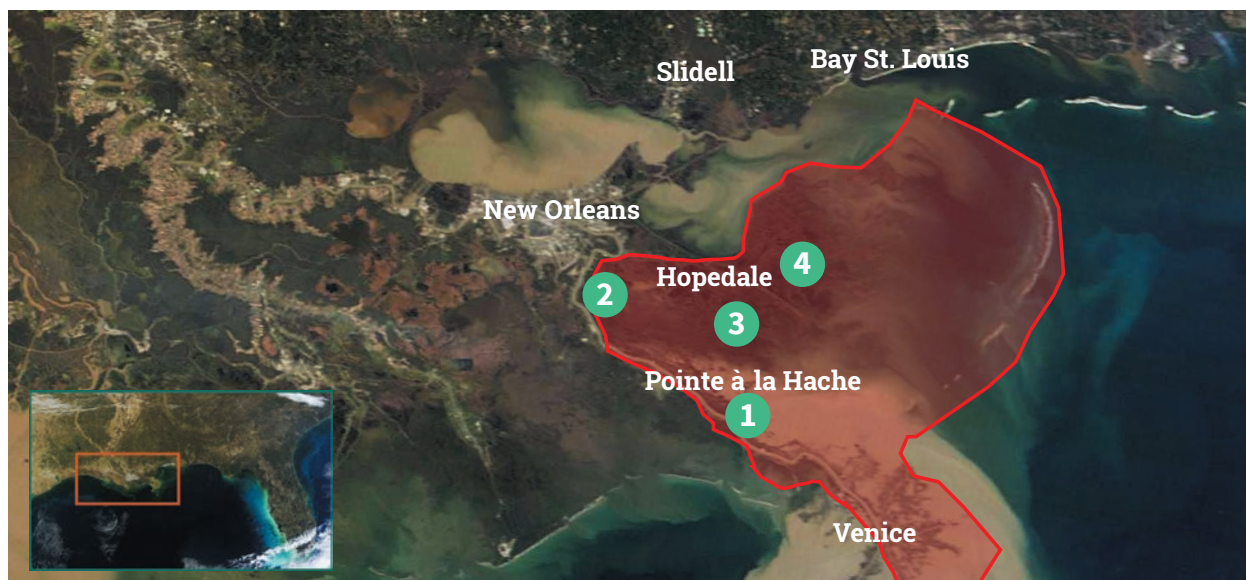 Bay St. Louis
Slidell
New Orleans
4
Hopedale
2
3
Pointe à la Hache
1
Venice